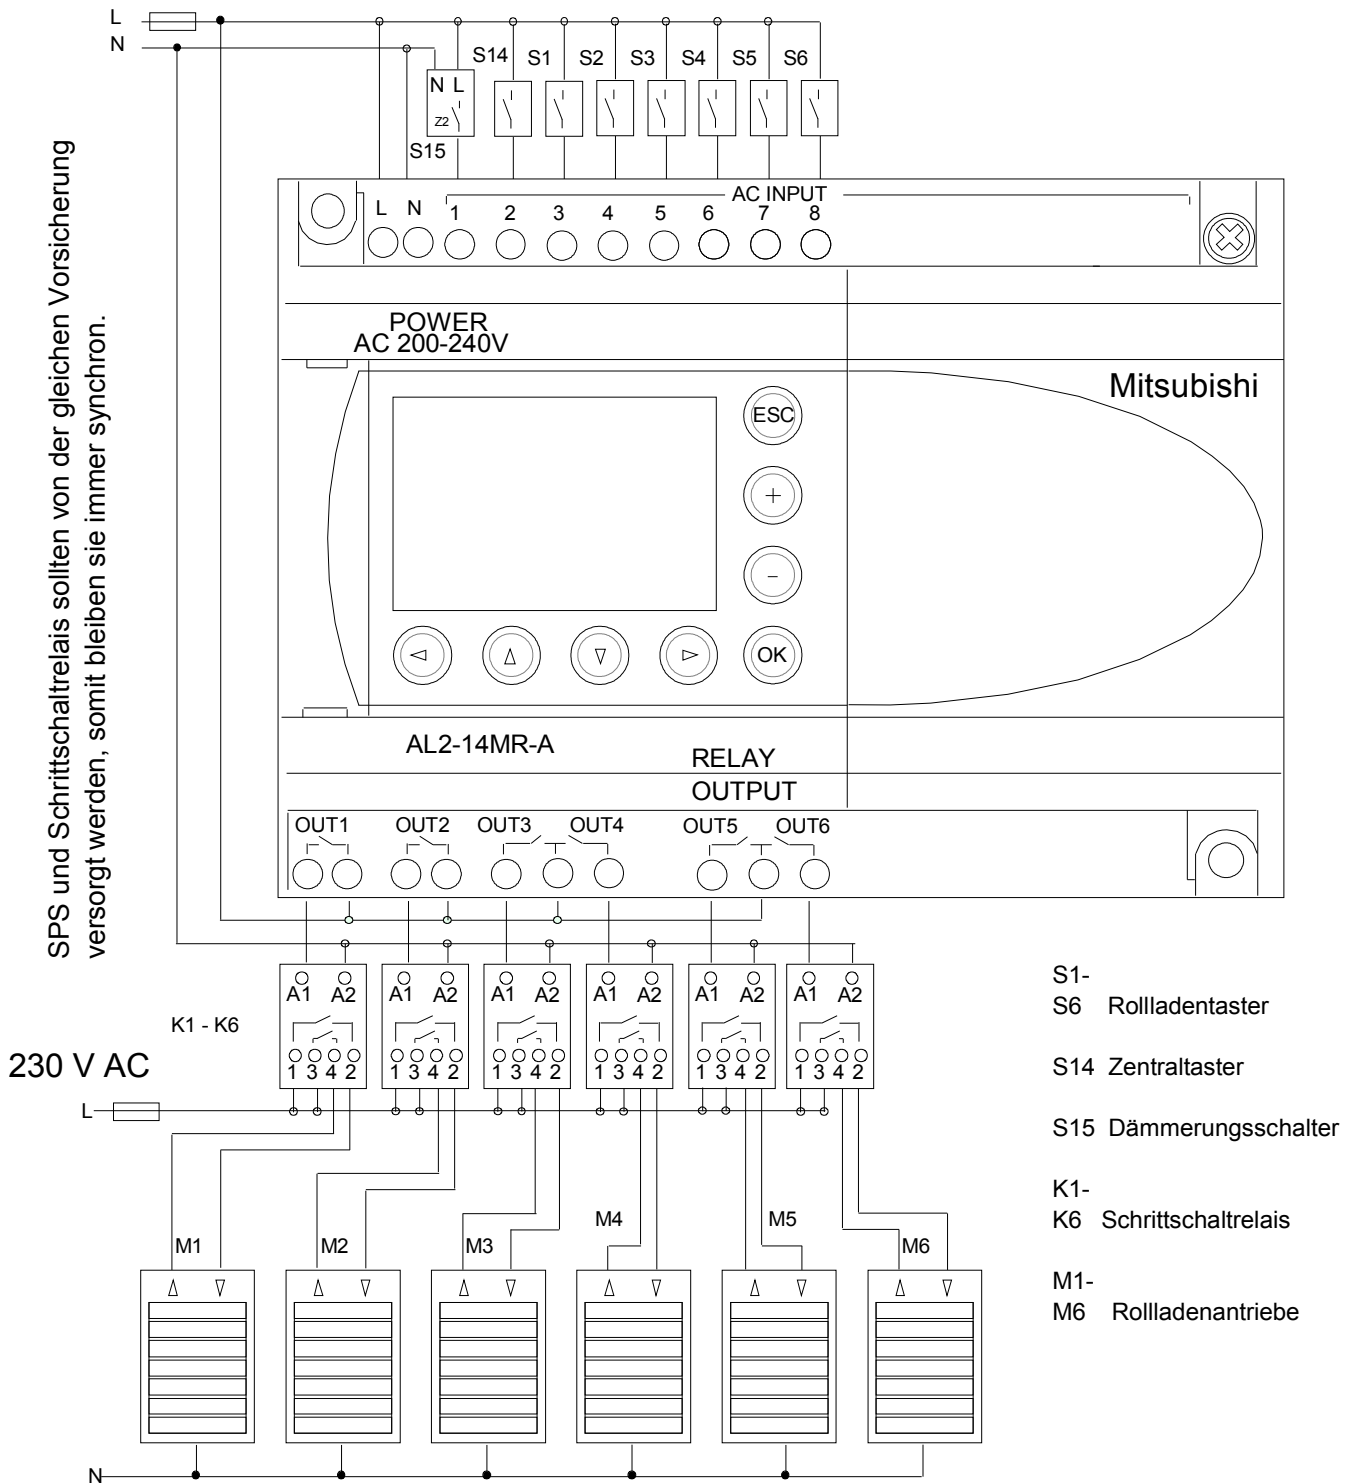 L
N
S14 S1 S2 S3 S4 S5 S6
N L
Z2
S15
AC INPUT
L N 1 2 3 4 5 6 7 8
POWER
AC 200-240V
Mitsubishi
ESC
+
-
OK
AL2-14MR-A
RELAY
OUTPUT
OUT1 OUT2 OUT3 OUT4 OUT5 OUT6
SPS und Schrittschaltrelais sollten von der gleichen Vorsicherung
versorgt werden, somit bleiben sie immer synchron.
A1 A2 A1 A2 A1 A2 A1 A2 A1 A2 A1 A2
K1 - K6
1 3 4 2 1 3 4 2 1 3 4 2 1 3 4 2 1 3 4 2 1 3 4 2
230 V AC
L
M1 M2 M3 M4 M5 M6
N
S1-
S6 Rollladentaster
S14 Zentraltaster
S15 Dämmerungsschalter
K1-
K6 Schrittschaltrelais
M1-
M6 Rollladenantriebe